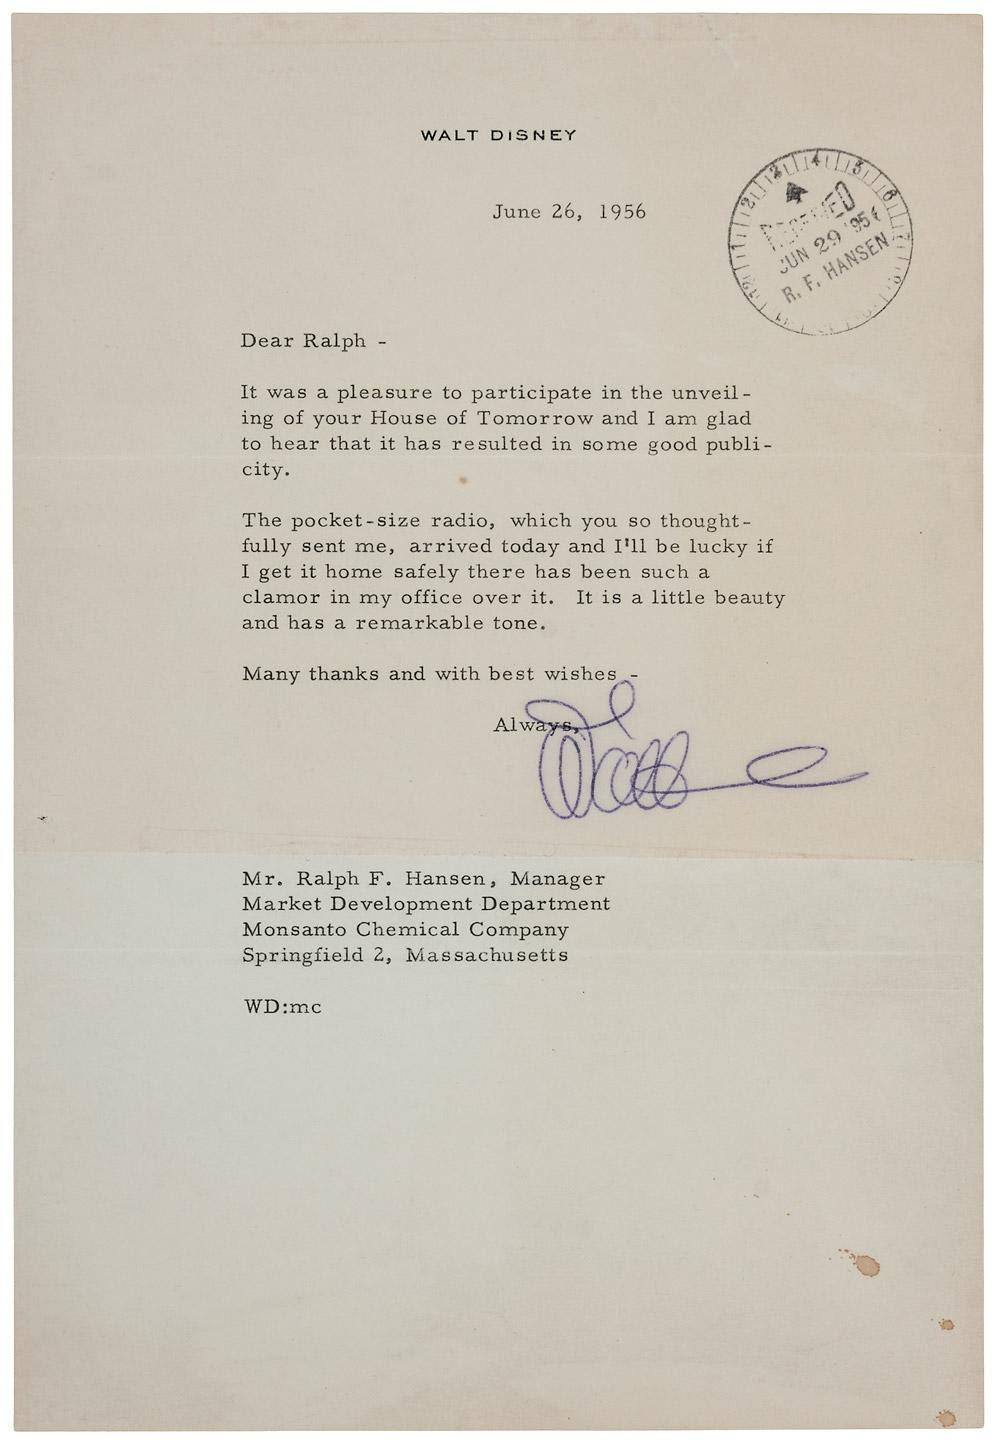 WALT DISNEY
June 26, 1956
RECEIVED
JUN 29 1956
R. F. HANSEN
Dear Ralph -
It was a pleasure to participate in the unveil-
ing of your House of Tomorrow and I am glad
to hear that it has resulted in some good publi-
city.
The pocket-size radio, which you so thought-
fully sent me, arrived today and I'll be lucky if
I get it home safely there has been such a
clamor in my office over it. It is a little beauty
and has a remarkable tone.
Many thanks and with best wishes -
Always,
Walt
Mr. Ralph F. Hansen, Manager
Market Development Department
Monsanto Chemical Company
Springfield 2, Massachusetts
WD:mc